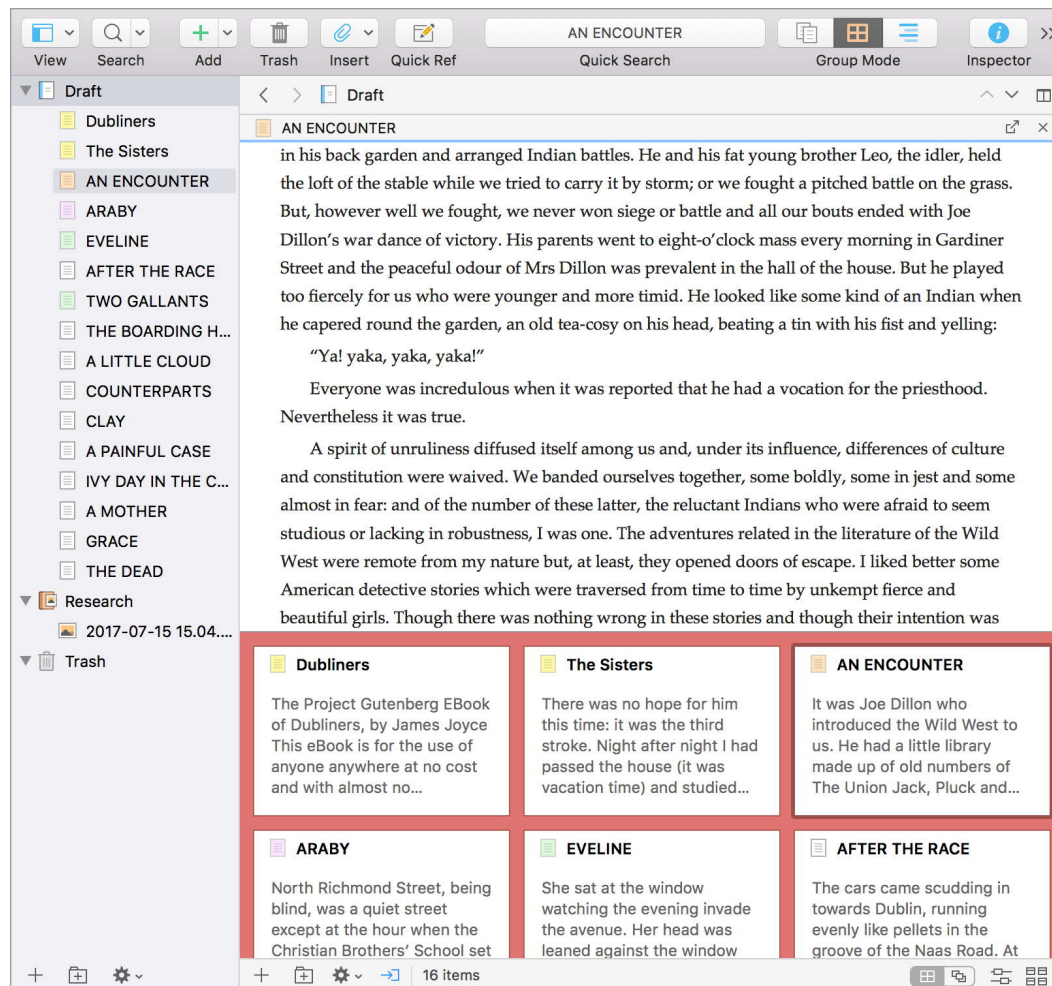 AN ENCOUNTER
View
Search
Add
Trash
Insert
Quick Ref
Quick Search
Group Mode
Inspector
Draft
Dubliners
The Sisters
AN ENCOUNTER
ARABY
EVELINE
AFTER THE RACE
TWO GALLANTS
THE BOARDING H...
A LITTLE CLOUD
COUNTERPARTS
CLAY
A PAINFUL CASE
IVY DAY IN THE C...
A MOTHER
GRACE
THE DEAD
Research
2017-07-15 15.04....
Trash
Draft
AN ENCOUNTER
in his back garden and arranged Indian battles. He and his fat young brother Leo, the idler, held
the loft of the stable while we tried to carry it by storm; or we fought a pitched battle on the grass.
But, however well we fought, we never won siege or battle and all our bouts ended with Joe
Dillon’s war dance of victory. His parents went to eight-o’clock mass every morning in Gardiner
Street and the peaceful odour of Mrs Dillon was prevalent in the hall of the house. But he played
too fiercely for us who were younger and more timid. He looked like some kind of an Indian when
he capered round the garden, an old tea-cosy on his head, beating a tin with his fist and yelling:
“Ya! yaka, yaka, yaka!”
Everyone was incredulous when it was reported that he had a vocation for the priesthood.
Nevertheless it was true.
A spirit of unruliness diffused itself among us and, under its influence, differences of culture
and constitution were waived. We banded ourselves together, some boldly, some in jest and some
almost in fear: and of the number of these latter, the reluctant Indians who were afraid to seem
studious or lacking in robustness, I was one. The adventures related in the literature of the Wild
West were remote from my nature but, at least, they opened doors of escape. I liked better some
American detective stories which were traversed from time to time by unkempt fierce and
beautiful girls. Though there was nothing wrong in these stories and though their intention was
Dubliners
The Project Gutenberg EBook
of Dubliners, by James Joyce
This eBook is for the use of
anyone anywhere at no cost
and with almost no...
The Sisters
There was no hope for him
this time: it was the third
stroke. Night after night I had
passed the house (it was
vacation time) and studied...
AN ENCOUNTER
It was Joe Dillon who
introduced the Wild West to
us. He had a little library
made up of old numbers of
The Union Jack, Pluck and...
ARABY
North Richmond Street, being
blind, was a quiet street
except at the hour when the
Christian Brothers’ School set
EVELINE
She sat at the window
watching the evening invade
the avenue. Her head was
leaned against the window
AFTER THE RACE
The cars came scudding in
towards Dublin, running
evenly like pellets in the
groove of the Naas Road. At
16 items